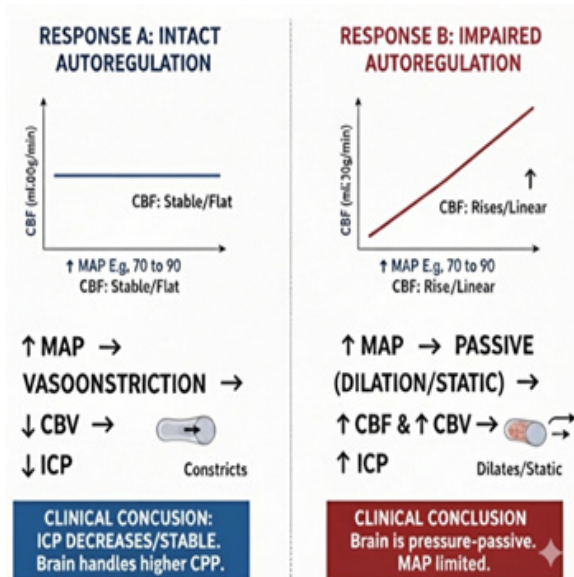 RESPONSE A: INTACT
AUTOREGULATION
CBF: Stable/Flat
↑ MAP E.g, 70 to 90
CBF: Stable/Flat
↑ MAP →
VASOONSTRICTION →
↓ CBV →
↓ ICP
Constricts
CLINICAL CONCUSION:
ICP DECREASES/STABLE.
Brain handles higher CPP.
RESPONSE B: IMPAIRED
AUTOREGULATION
↑
CBF: Rises/Linear
↑ MAP E.g, 70 to 90
CBF: Rise/Linear
↑ MAP → PASSIVE
(DILATION/STATIC) →
↑ CBF & ↑ CBV →
↑ ICP
Dilates/Static
CLINICAL CONCLUSION
Brain is pressure-passive.
MAP limited.